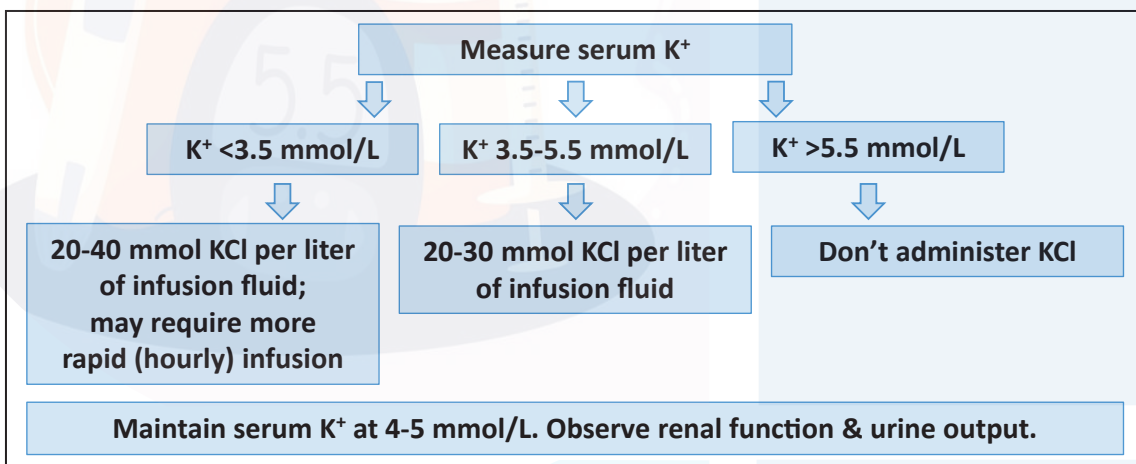 5.5
Measure serum K⁺
K⁺ <3.5 mmol/L
K⁺ 3.5-5.5 mmol/L
K⁺ >5.5 mmol/L
20-40 mmol KCl per liter
of infusion fluid;
may require more
rapid (hourly) infusion
20-30 mmol KCl per liter
of infusion fluid
Don’t administer KCl
Maintain serum K⁺ at 4-5 mmol/L. Observe renal function & urine output.